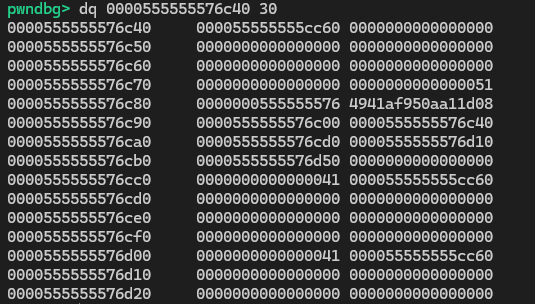 pwndbg> dq 0000555555576c40 30
0000555555576c40 000055555555cc60 0000000000000000
0000555555576c50 0000000000000000 0000000000000000
0000555555576c60 0000000000000000 0000000000000000
0000555555576c70 0000000000000000 0000000000000051
0000555555576c80 0000000555555576 4941af950aa11d08
0000555555576c90 0000555555576c00 0000555555576c40
0000555555576ca0 0000555555576cd0 0000555555576d10
0000555555576cb0 0000555555576d50 0000000000000000
0000555555576cc0 0000000000000041 000055555555cc60
0000555555576cd0 0000000000000000 0000000000000000
0000555555576ce0 0000000000000000 0000000000000000
0000555555576cf0 0000000000000000 0000000000000000
0000555555576d00 0000000000000041 000055555555cc60
0000555555576d10 0000000000000000 0000000000000000
0000555555576d20 0000000000000000 0000000000000000